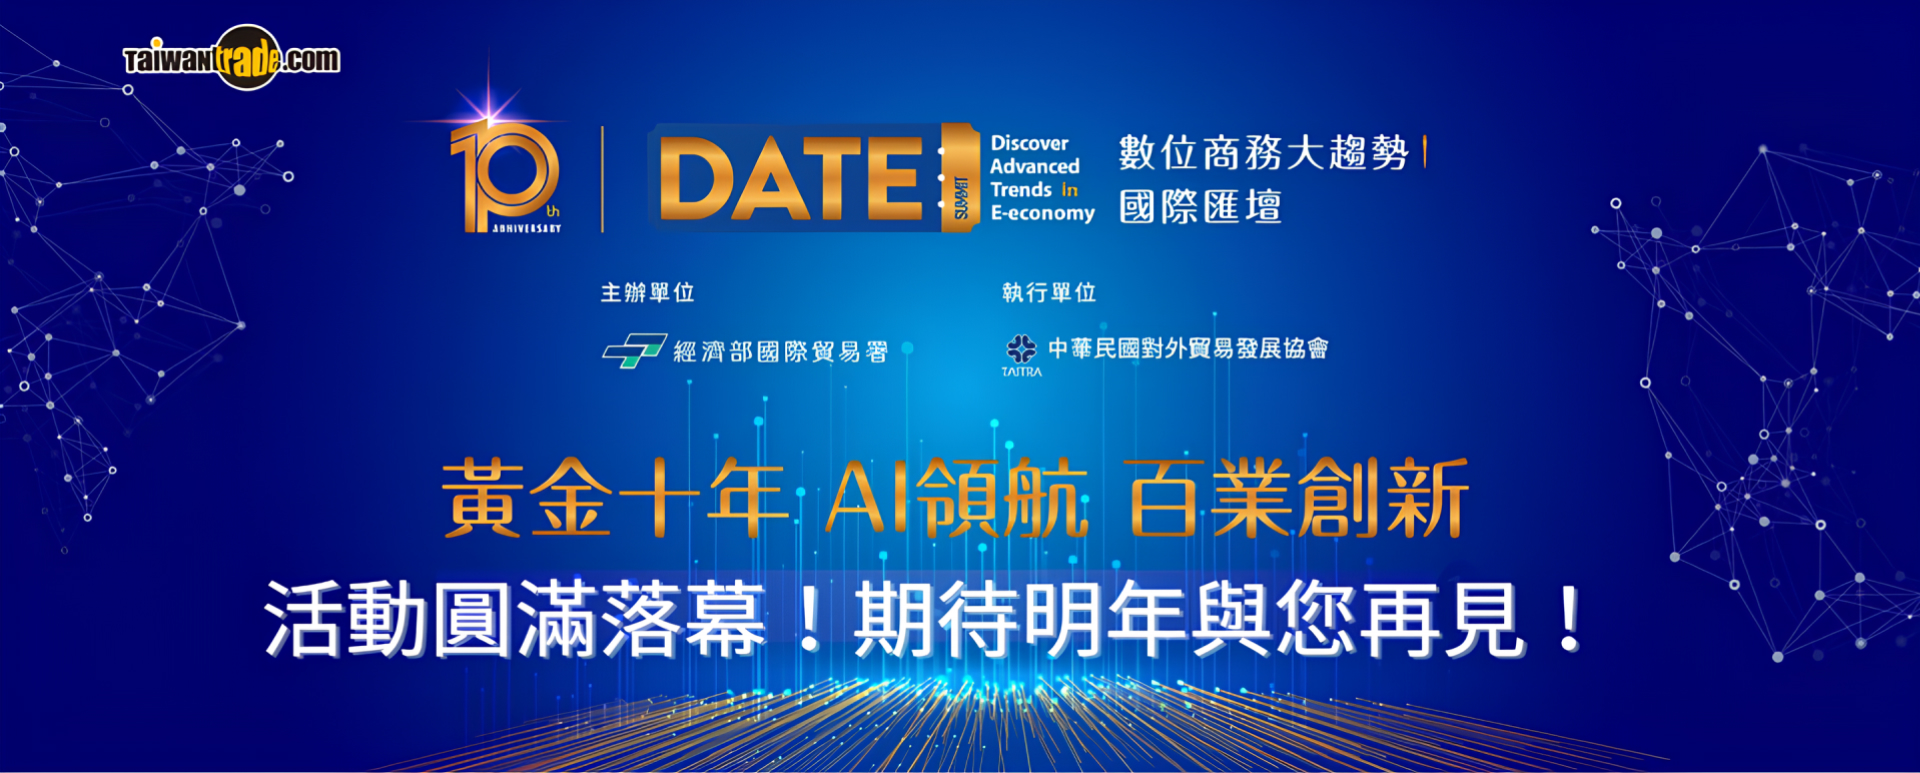 Taiwantrade.com
10th
ANNIVERSARY
DATE
SUMMIT
Discover
Advanced
Trends in
E-economy
數位商務大趨勢
國際匯壇
主辦單位
執行單位
經濟部國際貿易署
TAITRA
中華民國對外貿易發展協會
黃金十年 AI領航 百業創新
活動圓滿落幕！期待明年與您再見！